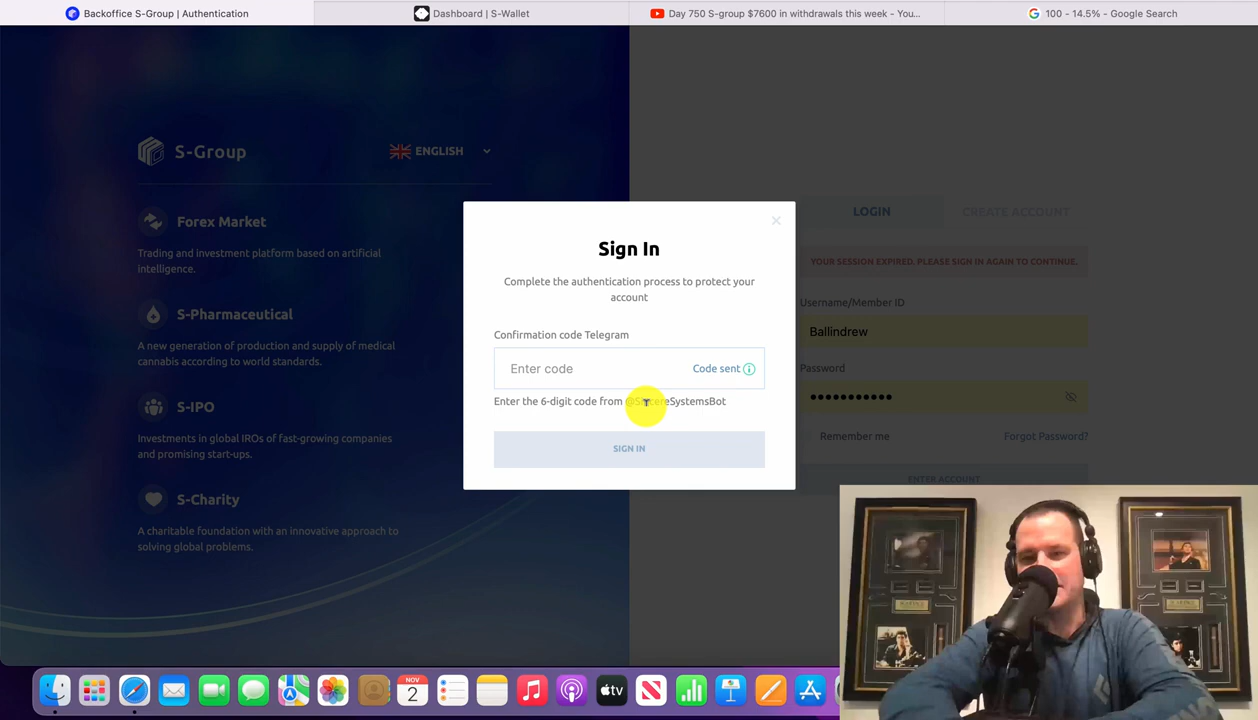 Backoffice S-Group | Authentication
Dashboard | S-Wallet
Day 750 S-group $7600 in withdrawals this week - You...
100 - 14.5% - Google Search
S-Group
ENGLISH
Forex Market
Trading and investment platform based on artificial
intelligence.
S-Pharmaceutical
A new generation of production and supply of medical
cannabis according to world standards.
S-IPO
Investments in global IROs of fast-growing companies
and promising start-ups.
S-Charity
A charitable foundation with an innovative approach to
solving global problems.
Sign In
Complete the authentication process to protect your
account
Confirmation code Telegram
Enter code
Code sent
Enter the 6-digit code from @SincereSystemsBot
SIGN IN
LOGIN
CREATE ACCOUNT
YOUR SESSION EXPIRED. PLEASE SIGN IN AGAIN TO CONTINUE.
Username/Member ID
Ballindrew
Password
Remember me
Forgot Password?
ENTER ACCOUNT
NOV
2
tv